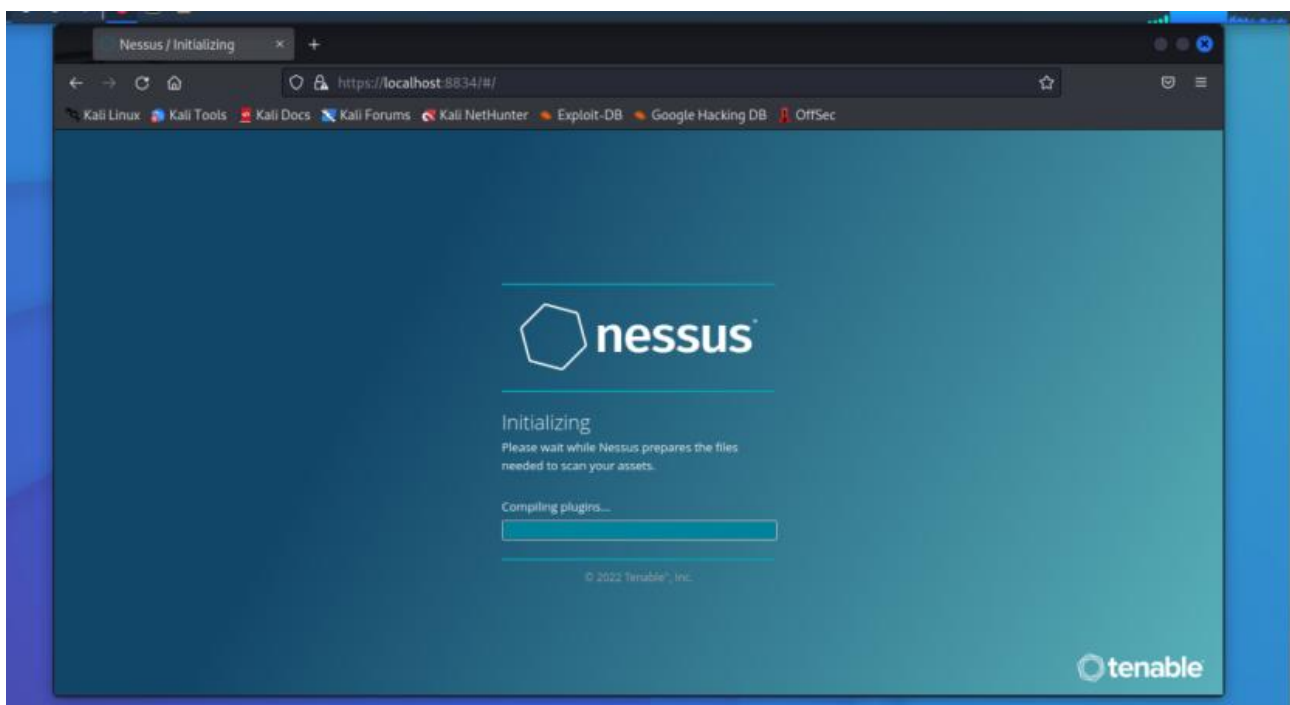 Nessus / Initializing
https://localhost:8834/#/
Kali Linux Kali Tools Kali Docs Kali Forums Kali NetHunter Exploit-DB Google Hacking DB OffSec
nessus
Initializing
Please wait while Nessus prepares the files
needed to scan your assets.
Compiling plugins...
© 2022 Tenable™, Inc.
tenable